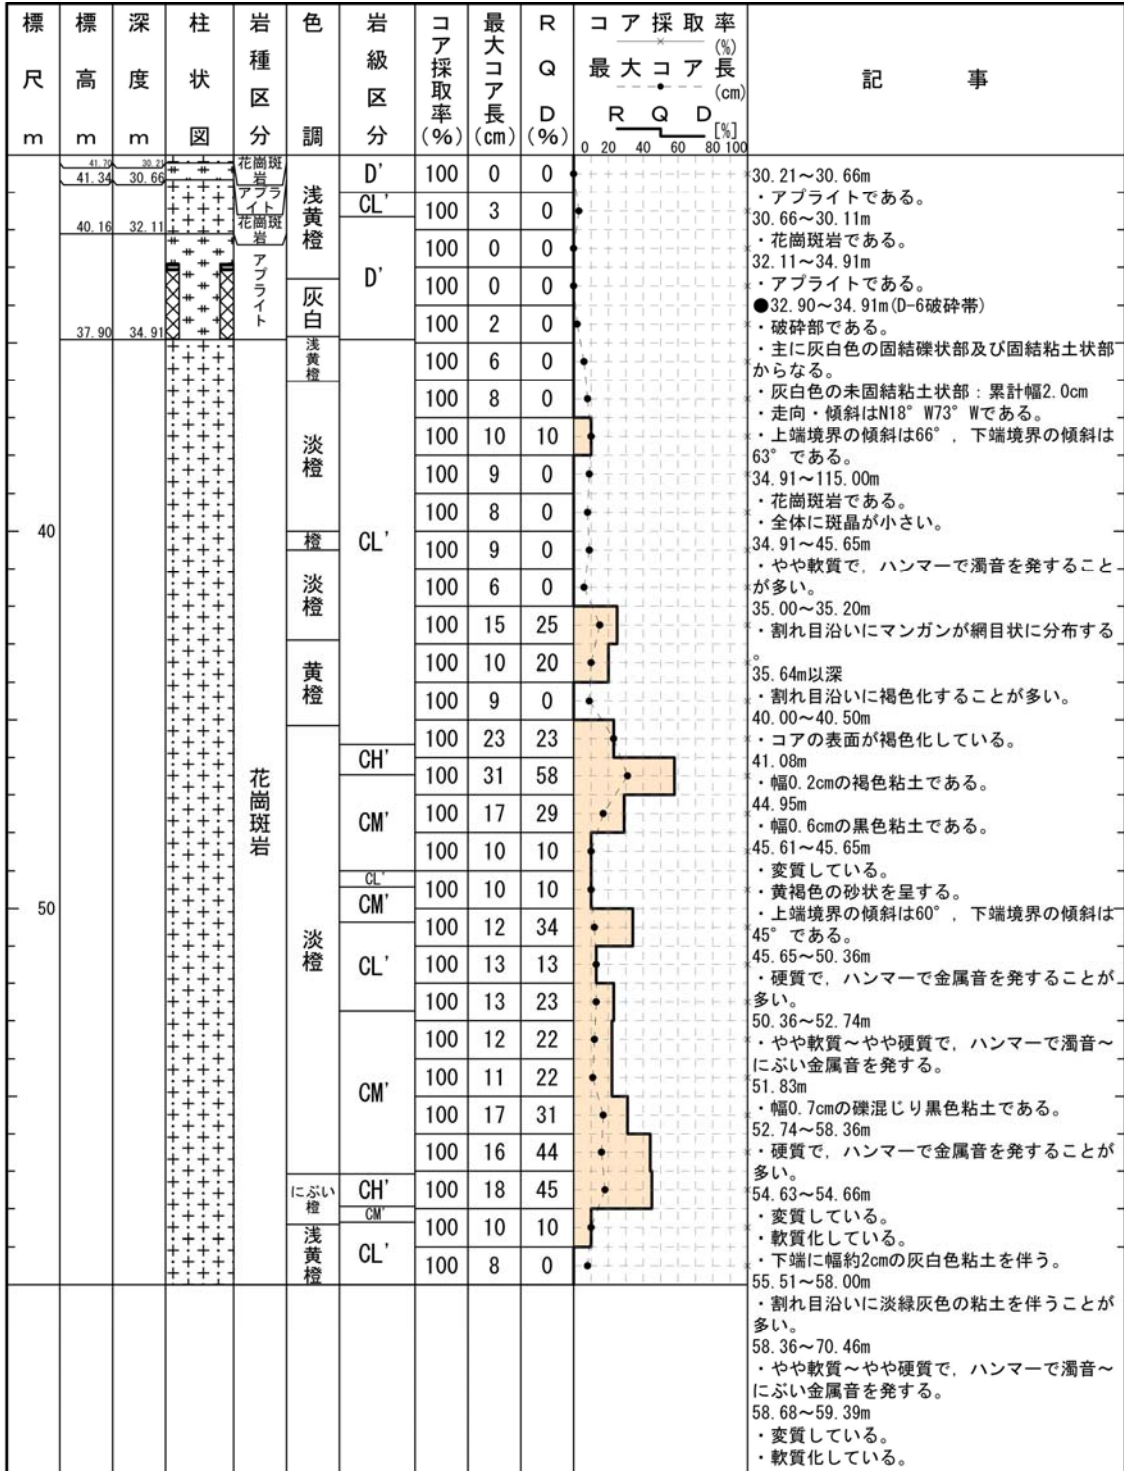 標尺 m
標高 m
深度 m
柱状図
岩種区分
色調
岩級区分
コア採取率(%)
最大コア長(cm)
RQD(%)
コア採取率(%)
最大コア長(cm)
RQD[%]
0 20 40 60 80 100
記事
40
50
41.70 30.21
41.34 30.66
40.16 32.11
37.90 34.91
花崗斑岩
アプライト
花崗斑岩
アプライト
花崗斑岩
浅黄橙
灰白
浅黄橙
淡橙
橙
淡橙
黄橙
淡橙
にぶい橙
浅黄橙
D'
CL'
D'
CL'
CH'
CM'
CL'
CM'
CL'
CM'
CH'
CM'
CL'
100 0 0
100 3 0
100 0 0
100 0 0
100 2 0
100 6 0
100 8 0
100 10 10
100 9 0
100 8 0
100 9 0
100 6 0
100 15 25
100 10 20
100 9 0
100 23 23
100 31 58
100 17 29
100 10 10
100 10 10
100 12 34
100 13 13
100 13 23
100 12 22
100 11 22
100 17 31
100 16 44
100 18 45
100 10 10
100 8 0
30.21～30.66m
・アプライトである。
30.66～30.11m
・花崗斑岩である。
32.11～34.91m
・アプライトである。
●32.90～34.91m(D-6破砕帯)
・破砕部である。
・主に灰白色の固結礫状部及び固結粘土状部
からなる。
・灰白色の未固結粘土状部：累計幅2.0cm
・走向・傾斜はN18°W73°Wである。
・上端境界の傾斜は66°，下端境界の傾斜は
63°である。
34.91～115.00m
・花崗斑岩である。
・全体に斑晶が小さい。
34.91～45.65m
・やや軟質で，ハンマーで濁音を発すること
が多い。
35.00～35.20m
・割れ目沿いにマンガンが網目状に分布する
。
35.64m以深
・割れ目沿いに褐色化することが多い。
40.00～40.50m
・コアの表面が褐色化している。
41.08m
・幅0.2cmの褐色粘土である。
44.95m
・幅0.6cmの黒色粘土である。
45.61～45.65m
・変質している。
・黄褐色の砂状を呈する。
・上端境界の傾斜は60°，下端境界の傾斜は
45°である。
45.65～50.36m
・硬質で，ハンマーで金属音を発することが
多い。
50.36～52.74m
・やや軟質～やや硬質で，ハンマーで濁音～
にぶい金属音を発する。
51.83m
・幅0.7cmの礫混じり黒色粘土である。
52.74～58.36m
・硬質で，ハンマーで金属音を発することが
多い。
54.63～54.66m
・変質している。
・軟質化している。
・下端に幅約2cmの灰白色粘土を伴う。
55.51～58.00m
・割れ目沿いに淡緑灰色の粘土を伴うことが
多い。
58.36～70.46m
・やや軟質～やや硬質で，ハンマーで濁音～
にぶい金属音を発する。
58.68～59.39m
・変質している。
・軟質化している。